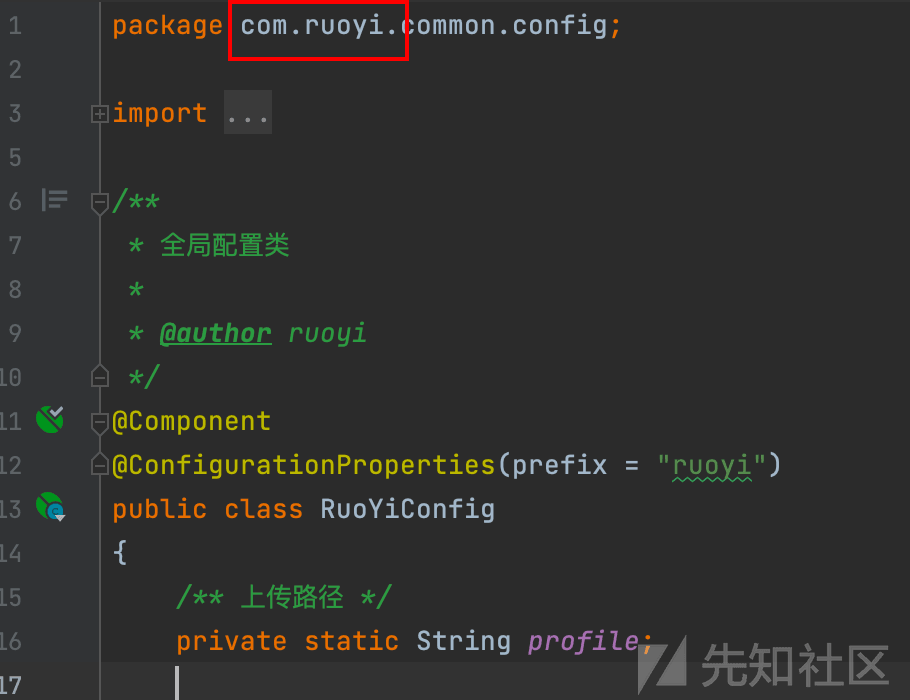 1 package com.ruoyi.common.config;
2
3 import ...
5
6 /**
7 * 全局配置类
8 *
9 * @author ruoyi
10 */
11 @Component
12 @ConfigurationProperties(prefix = "ruoyi")
13 public class RuoYiConfig
14 {
15 /** 上传路径 */
16 private static String profile;
17
先知社区